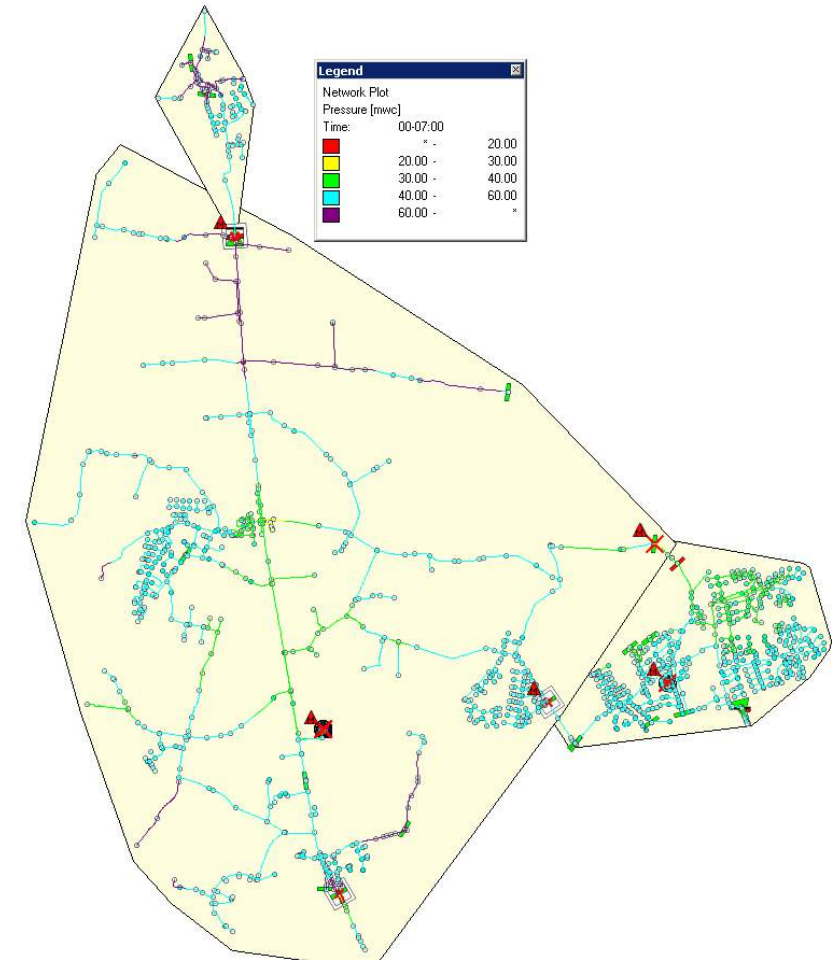 Legend
Network Plot
Pressure [mwc]
Time: 00-07:00
* - 20.00
20.00 - 30.00
30.00 - 40.00
40.00 - 60.00
60.00 - *